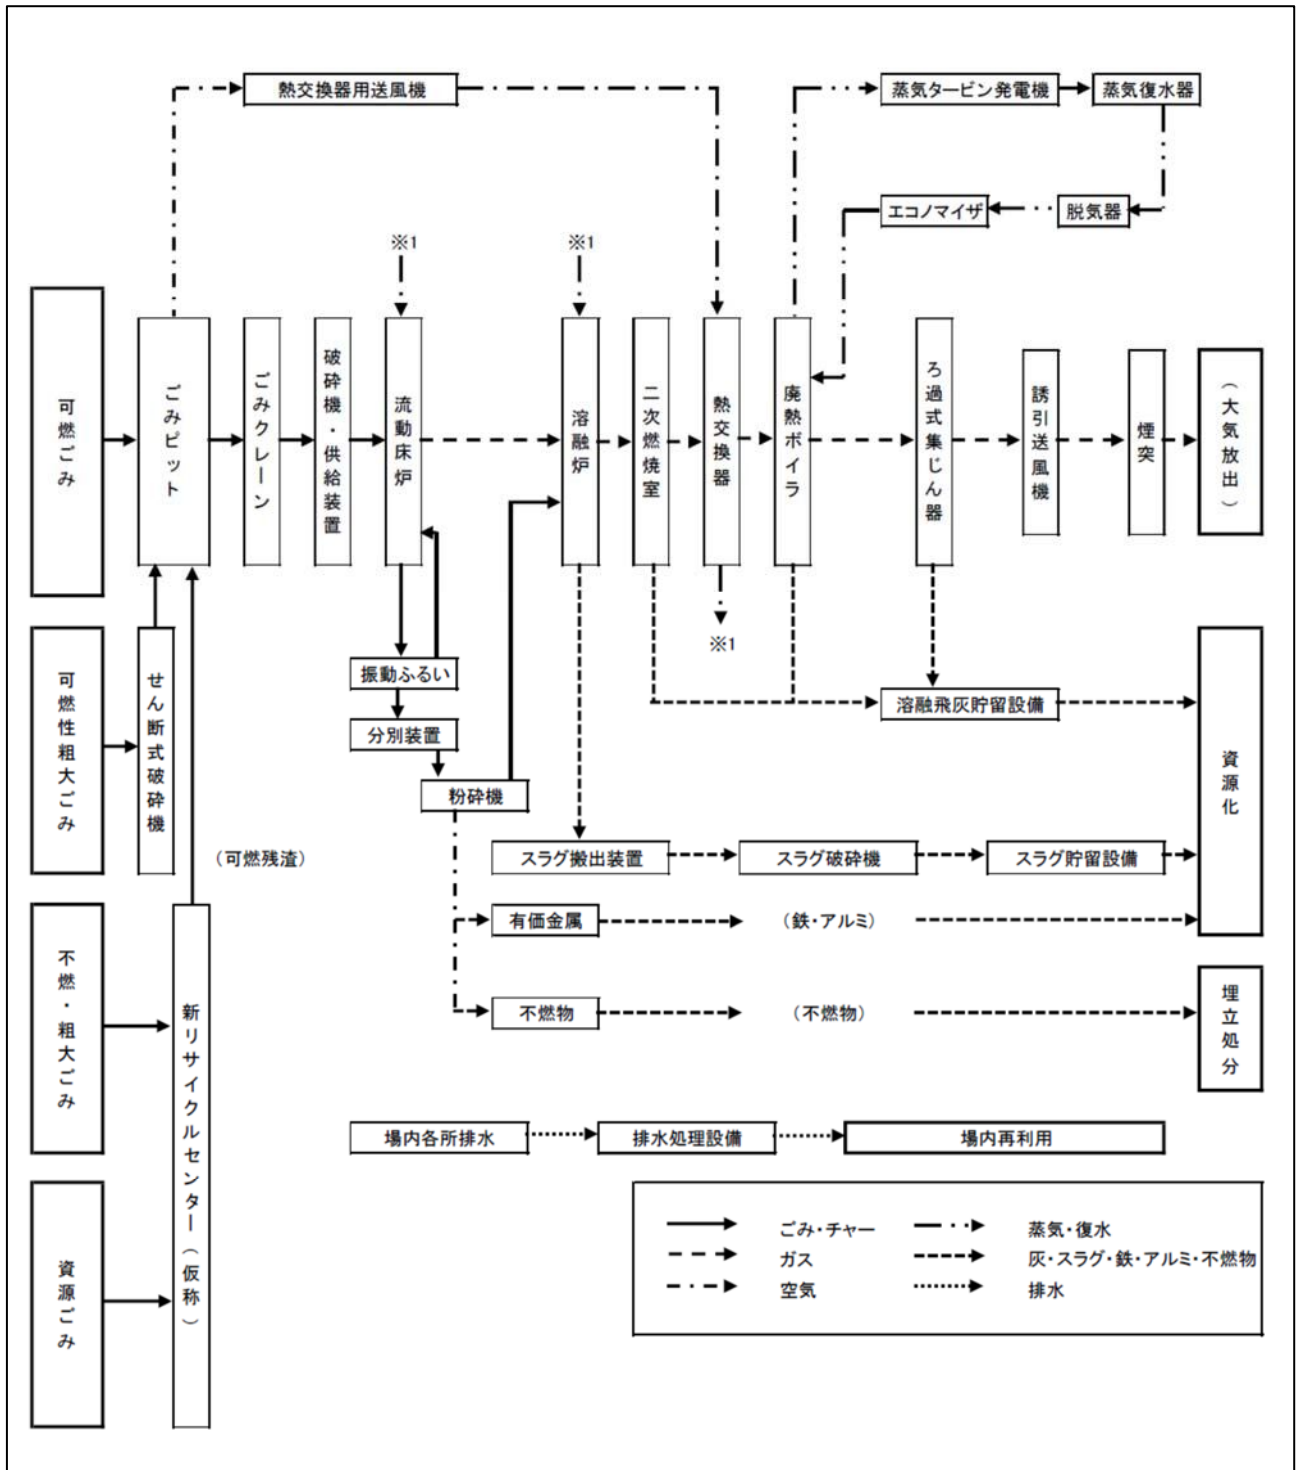 熱交換器用送風機
蒸気タービン発電機
蒸気復水器
エコノマイザ
脱気器
※1
※1
可燃ごみ
ごみピット
ごみクレーン
破砕機・供給装置
流動床炉
溶融炉
二次燃焼室
熱交換器
廃熱ボイラ
ろ過式集じん器
誘引送風機
煙突
(大気放出)
※1
可燃性粗大ごみ
せん断式破砕機
振動ふるい
分別装置
粉砕機
溶融飛灰貯留設備
資源化
(可燃残渣)
スラグ搬出装置
スラグ破砕機
スラグ貯留設備
不燃・粗大ごみ
新リサイクルセンター(仮称)
有価金属
(鉄・アルミ)
不燃物
(不燃物)
埋立処分
場内各所排水
排水処理設備
場内再利用
資源ごみ
ごみ・チャー
蒸気・復水
ガス
灰・スラグ・鉄・アルミ・不燃物
空気
排水